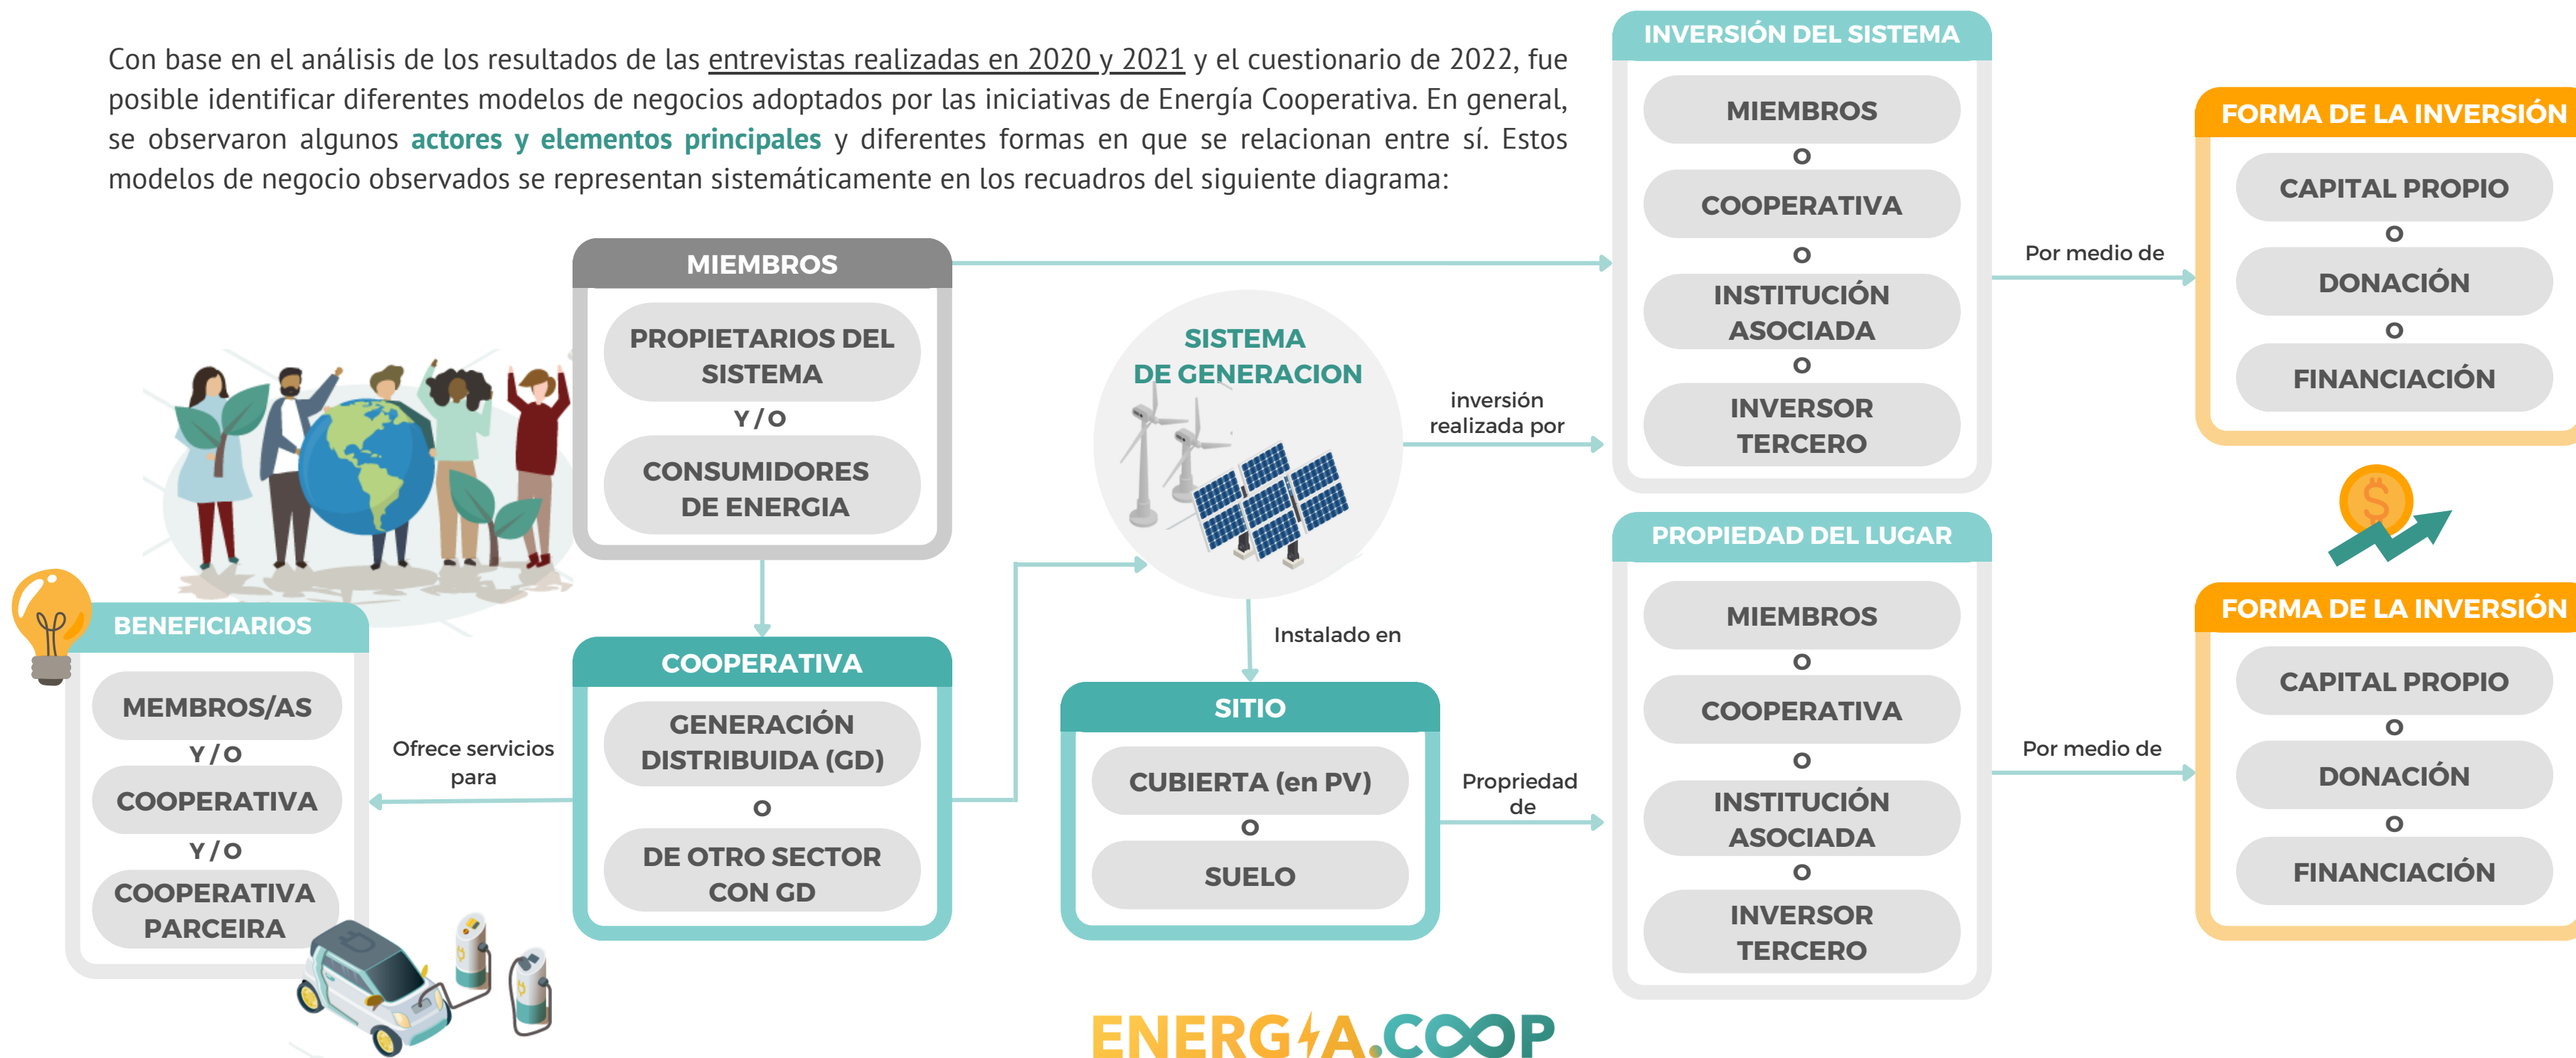 Con base en el análisis de los resultados de las entrevistas realizadas en 2020 y 2021 y el cuestionario de 2022, fue
posible identificar diferentes modelos de negocios adoptados por las iniciativas de Energía Cooperativa. En general,
se observaron algunos actores y elementos principales y diferentes formas en que se relacionan entre sí. Estos
modelos de negocio observados se representan sistemáticamente en los recuadros del siguiente diagrama:
MIEMBROS
PROPIETARIOS DEL
SISTEMA
Y / O
CONSUMIDORES
DE ENERGIA
BENEFICIARIOS
MEMBROS/AS
Y / O
COOPERATIVA
Y / O
COOPERATIVA
PARCEIRA
Ofrece servicios
para
COOPERATIVA
GENERACIÓN
DISTRIBUIDA (GD)
O
DE OTRO SECTOR
CON GD
SISTEMA
DE GENERACION
inversión
realizada por
Instalado en
SITIO
CUBIERTA (en PV)
O
SUELO
Propriedad
de
INVERSIÓN DEL SISTEMA
MIEMBROS
O
COOPERATIVA
O
INSTITUCIÓN
ASOCIADA
O
INVERSOR
TERCERO
Por medio de
FORMA DE LA INVERSIÓN
CAPITAL PROPIO
O
DONACIÓN
O
FINANCIACIÓN
PROPIEDAD DEL LUGAR
MIEMBROS
O
COOPERATIVA
O
INSTITUCIÓN
ASOCIADA
O
INVERSOR
TERCERO
Por medio de
FORMA DE LA INVERSIÓN
CAPITAL PROPIO
O
DONACIÓN
O
FINANCIACIÓN
$
ENERGIA.COOP